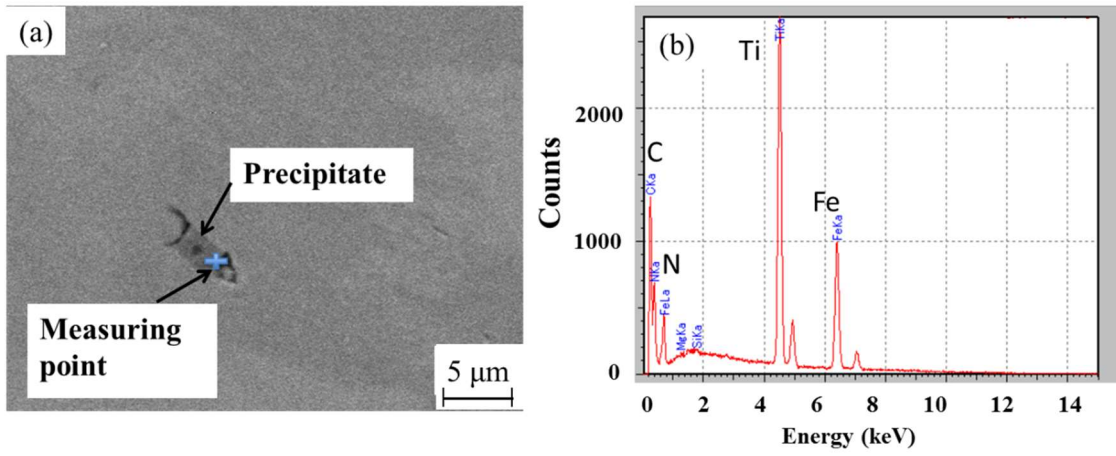 (a)
Precipitate
Measuring
point
5 μm
(b)
Counts
2000
1000
0
C
CKa
NKa
N
FeLa
MgKa
SiKa
Ti
TiKa
Fe
FeKa
0 2 4 6 8 10 12 14
Energy (keV)